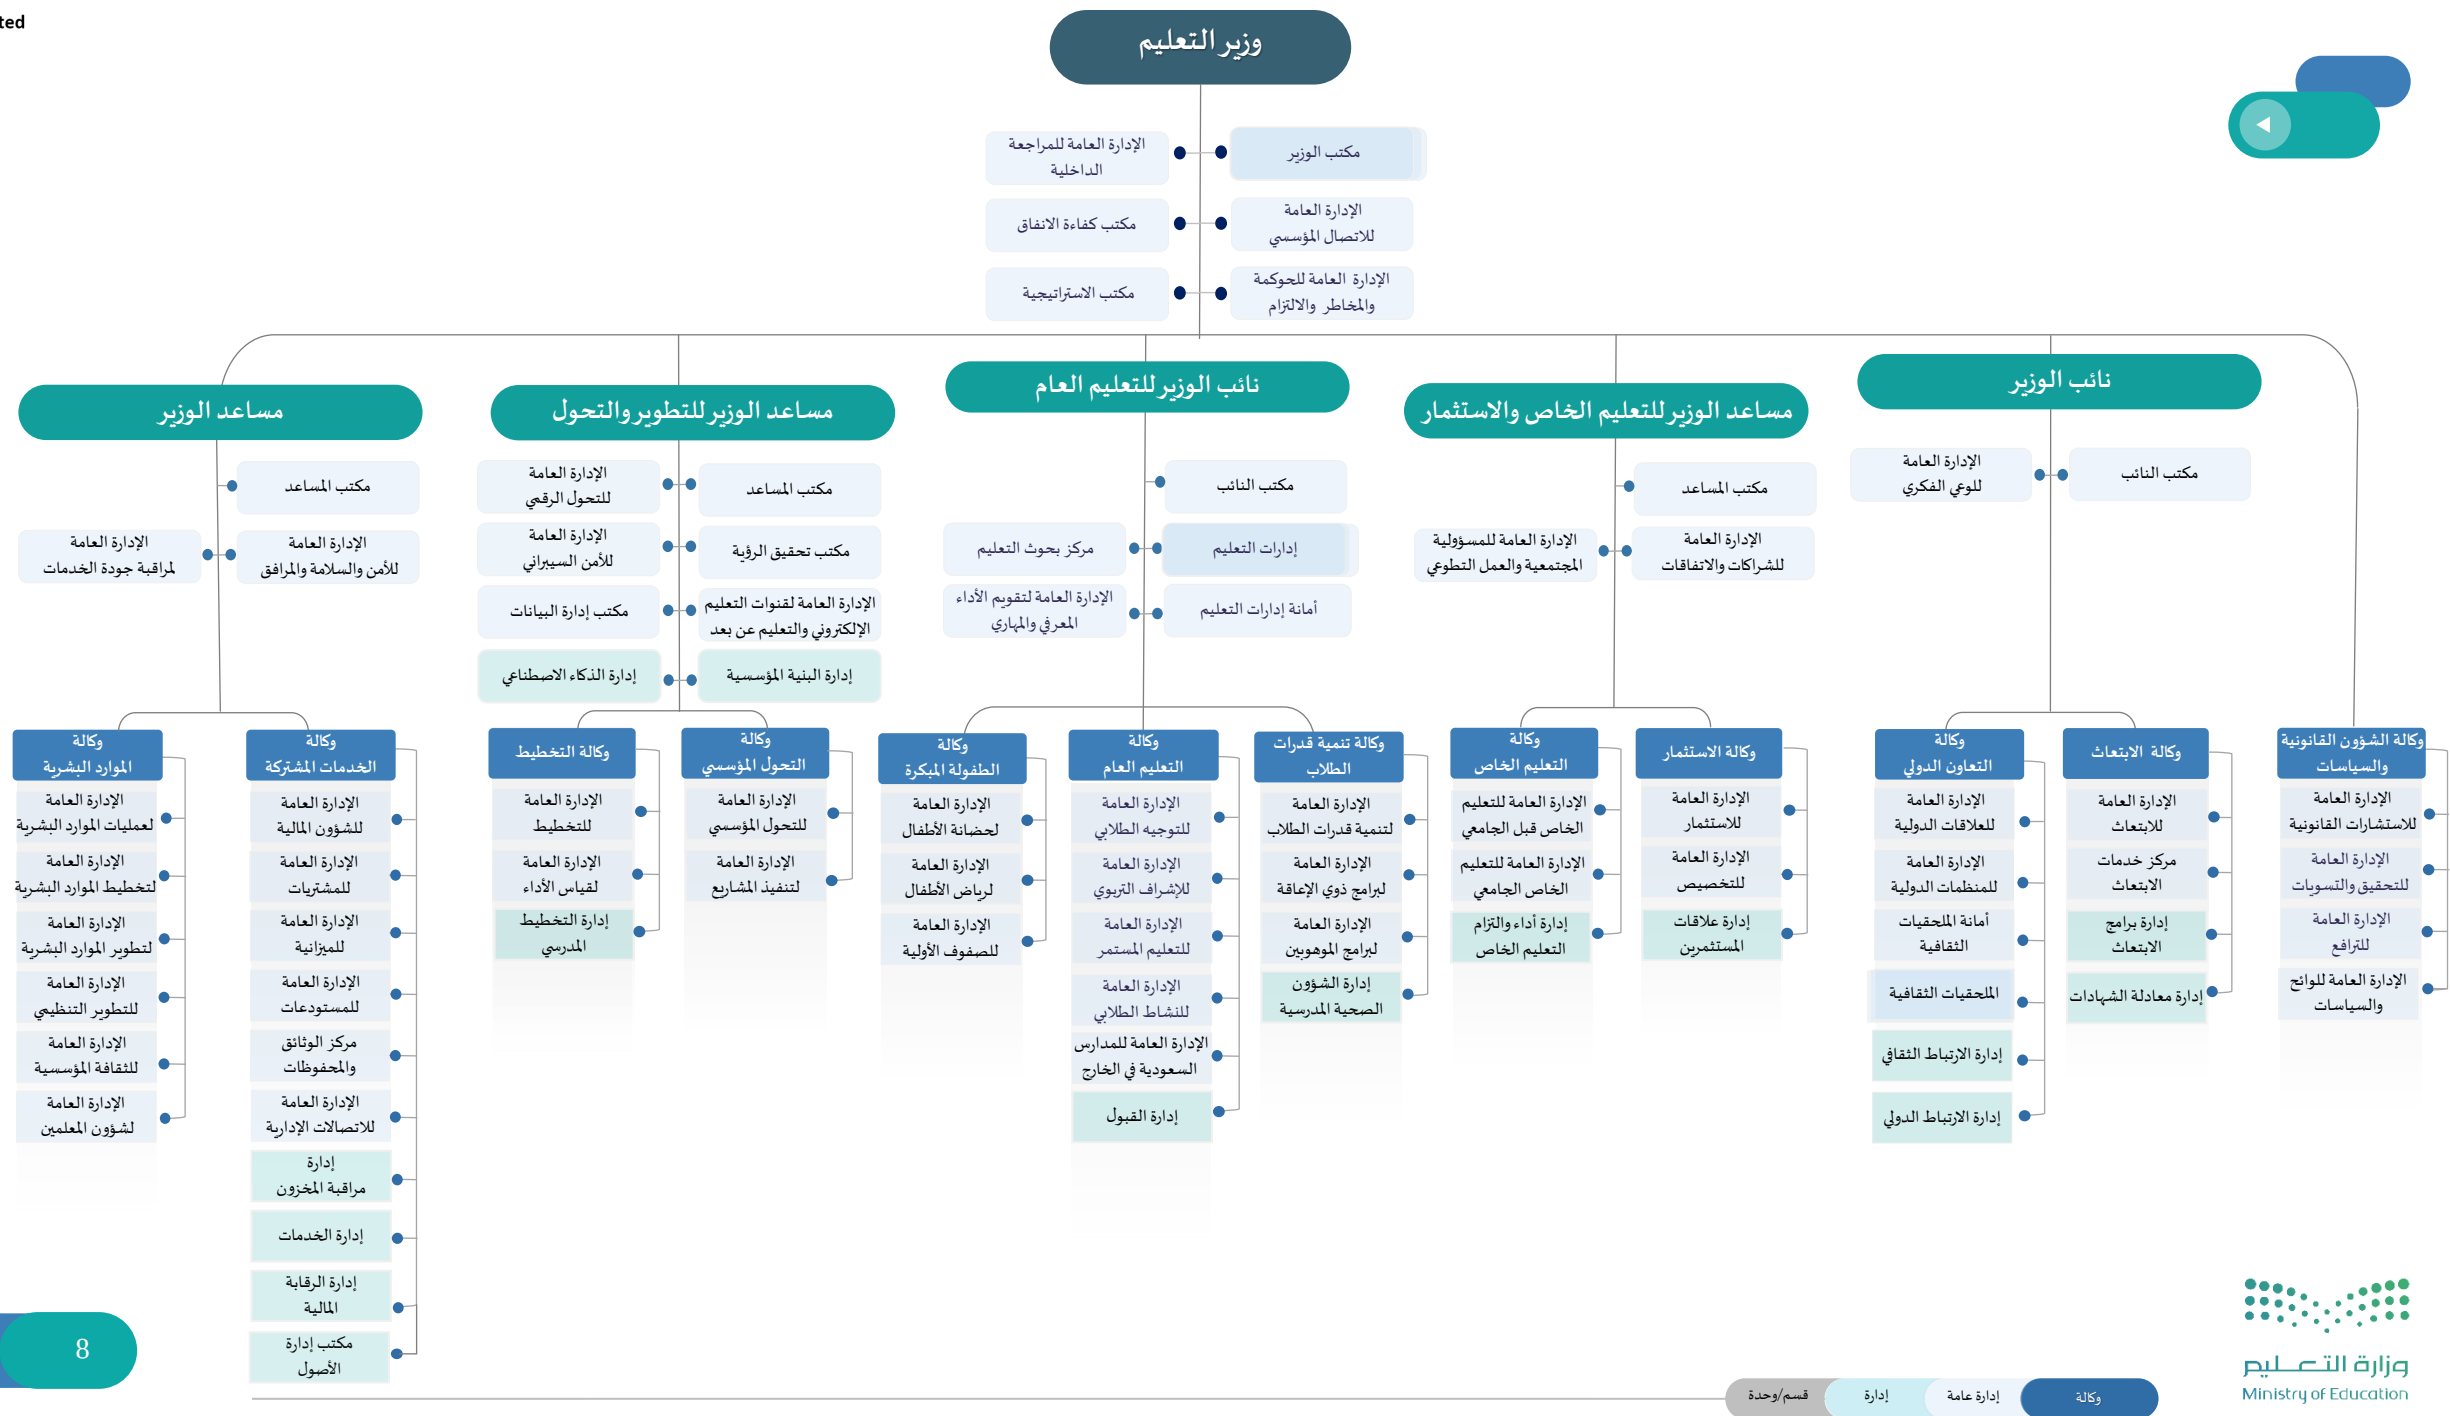 ted
وزير التعليم
مكتب الوزير
الإدارة العامة للمراجعة
الداخلية
الإدارة العامة
للاتصال المؤسسي
مكتب كفاءة الانفاق
الإدارة العامة للحوكمة
والمخاطر والالتزام
مكتب الاستراتيجية
نائب الوزير
مكتب النائب
الإدارة العامة
للوعي الفكري
مساعد الوزير للتعليم الخاص والاستثمار
مكتب المساعد
الإدارة العامة
للشراكات والاتفاقات
الإدارة العامة للمسؤولية
المجتمعية والعمل التطوعي
نائب الوزير للتعليم العام
مكتب النائب
إدارات التعليم
مركز بحوث التعليم
أمانة إدارات التعليم
الإدارة العامة لتقويم الأداء
المعرفي والمهاري
مساعد الوزير للتطوير والتحول
مكتب المساعد
الإدارة العامة
للتحول الرقمي
مكتب تحقيق الرؤية
الإدارة العامة
للأمن السيبراني
الإدارة العامة لقنوات التعليم
الإلكتروني والتعليم عن بعد
مكتب إدارة البيانات
إدارة البنية المؤسسية
إدارة الذكاء الاصطناعي
مساعد الوزير
مكتب المساعد
الإدارة العامة
للأمن والسلامة والمرافق
الإدارة العامة
لمراقبة جودة الخدمات
وكالة الشؤون القانونية
والسياسات
الإدارة العامة
للاستشارات القانونية
الإدارة العامة
للتحقيق والتسويات
الإدارة العامة
للترافع
الإدارة العامة للوائح
والسياسات
وكالة الابتعاث
الإدارة العامة
للابتعاث
مركز خدمات
الابتعاث
إدارة برامج
الابتعاث
إدارة معادلة الشهادات
وكالة
التعاون الدولي
الإدارة العامة
للعلاقات الدولية
الإدارة العامة
للمنظمات الدولية
أمانة الملحقيات
الثقافية
الملحقيات الثقافية
إدارة الارتباط الثقافي
إدارة الارتباط الدولي
وكالة الاستثمار
الإدارة العامة
للاستثمار
الإدارة العامة
للتخصيص
إدارة علاقات
المستثمرين
وكالة
التعليم الخاص
الإدارة العامة للتعليم
الخاص قبل الجامعي
الإدارة العامة للتعليم
الخاص الجامعي
إدارة أداء والتزام
التعليم الخاص
وكالة تنمية قدرات
الطلاب
الإدارة العامة
لتنمية قدرات الطلاب
الإدارة العامة
لبرامج ذوي الإعاقة
الإدارة العامة
لبرامج الموهوبين
إدارة الشؤون
الصحية المدرسية
وكالة
التعليم العام
الإدارة العامة
للتوجيه الطلابي
الإدارة العامة
للإشراف التربوي
الإدارة العامة
للتعليم المستمر
الإدارة العامة
للنشاط الطلابي
الإدارة العامة للمدارس
السعودية في الخارج
إدارة القبول
وكالة
الطفولة المبكرة
الإدارة العامة
لحضانة الأطفال
الإدارة العامة
لرياض الأطفال
الإدارة العامة
للصفوف الأولية
وكالة
التحول المؤسسي
الإدارة العامة
للتحول المؤسسي
الإدارة العامة
لتنفيذ المشاريع
وكالة التخطيط
الإدارة العامة
للتخطيط
الإدارة العامة
لقياس الأداء
إدارة التخطيط
المدرسي
وكالة
الخدمات المشتركة
الإدارة العامة
للشؤون المالية
الإدارة العامة
للمشتريات
الإدارة العامة
للميزانية
الإدارة العامة
للمستودعات
مركز الوثائق
والمحفوظات
الإدارة العامة
للاتصالات الإدارية
إدارة
مراقبة المخزون
إدارة الخدمات
إدارة الرقابة
المالية
مكتب إدارة
الأصول
وكالة
الموارد البشرية
الإدارة العامة
لعمليات الموارد البشرية
الإدارة العامة
لتخطيط الموارد البشرية
الإدارة العامة
لتطوير الموارد البشرية
الإدارة العامة
للتطوير التنظيمي
الإدارة العامة
للثقافة المؤسسية
الإدارة العامة
لشؤون المعلمين
وزارة التعليم
Ministry of Education
وكالة
إدارة عامة
إدارة
قسم/وحدة
8